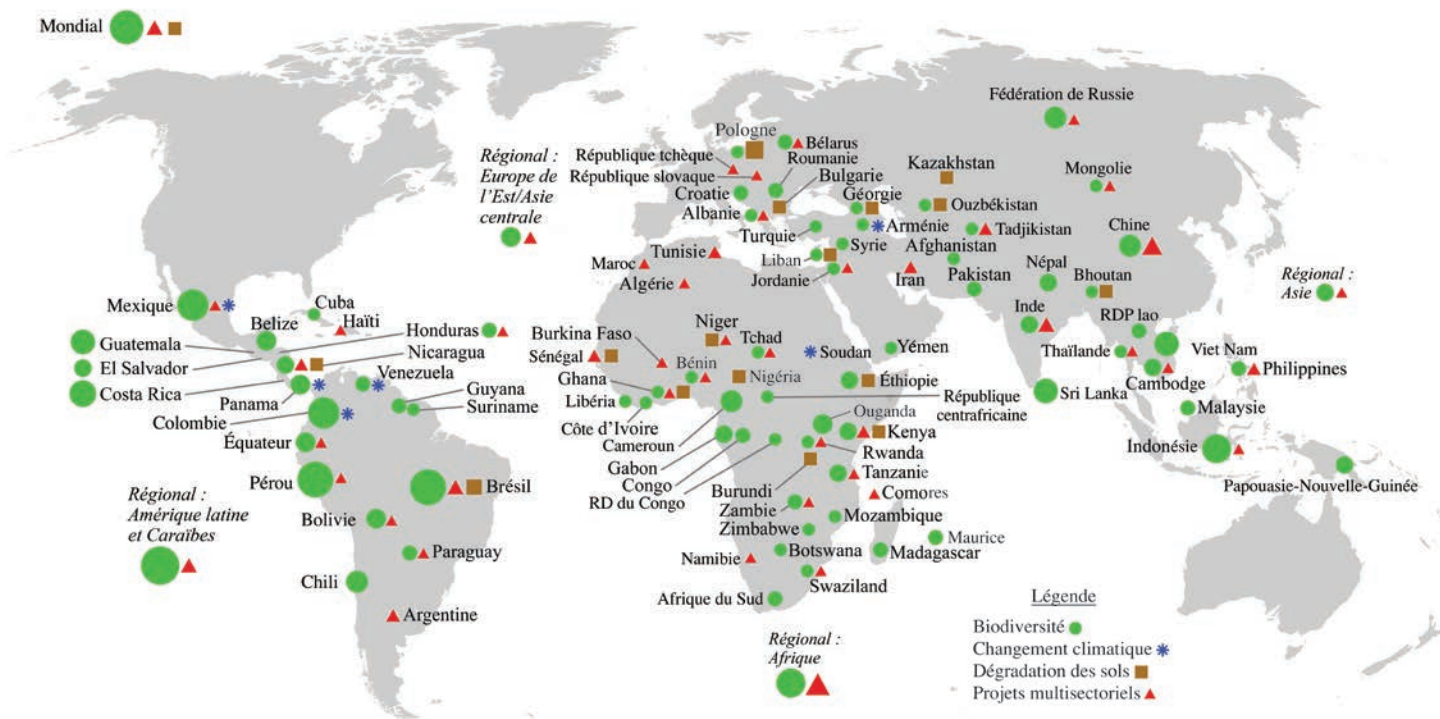 Mondial
Fédération de Russie
Pologne
Bélarus
Régional :
Europe de
l'Est/Asie
centrale
République tchèque
Roumanie
République slovaque
Bulgarie
Kazakhstan
Mongolie
Croatie
Géorgie
Ouzbékistan
Albanie
Turquie
Arménie
Tadjikistan
Chine
Syrie
Afghanistan
Tunisie
Liban
Maroc
Jordanie
Iran
Pakistan
Népal
Bhoutan
Algérie
Régional :
Asie
Mexique
Cuba
Belize
Haïti
Inde
RDP lao
Honduras
Guatemala
Nicaragua
El Salvador
Venezuela
Costa Rica
Guyana
Panama
Suriname
Colombie
Burkina Faso
Niger
Tchad
Sénégal
Bénin
Soudan
Yémen
Thaïlande
Viet Nam
Ghana
Nigéria
Éthiopie
Cambodge
Philippines
Libéria
République
centrafricaine
Sri Lanka
Malaysie
Côte d'Ivoire
Ouganda
Cameroun
Kenya
Indonésie
Équateur
Gabon
Rwanda
Congo
Tanzanie
Papouasie-Nouvelle-Guinée
Pérou
Brésil
RD du Congo
Burundi
Comores
Régional :
Amérique latine
et Caraïbes
Bolivie
Zambie
Mozambique
Zimbabwe
Maurice
Paraguay
Namibie
Botswana
Madagascar
Chili
Swaziland
Argentine
Afrique du Sud
Régional :
Afrique
Légende
Biodiversité
Changement climatique
Dégradation des sols
Projets multisectoriels